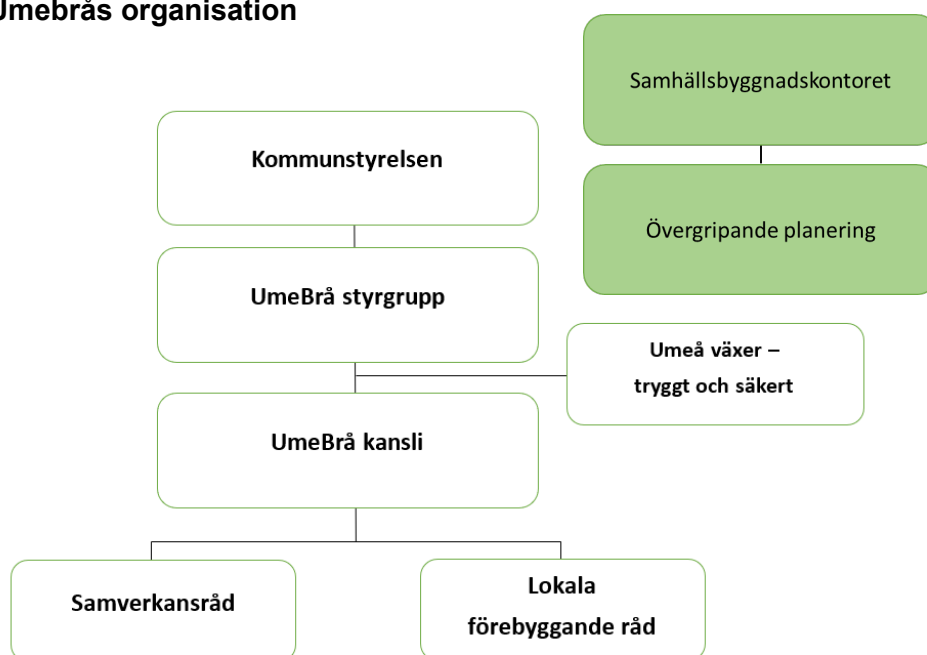 Umebrås organisation
Samhällsbyggnadskontoret
Kommunstyrelsen
Övergripande planering
UmeBrå styrgrupp
Umeå växer –
tryggt och säkert
UmeBrå kansli
Samverkansråd
Lokala
förebyggande råd